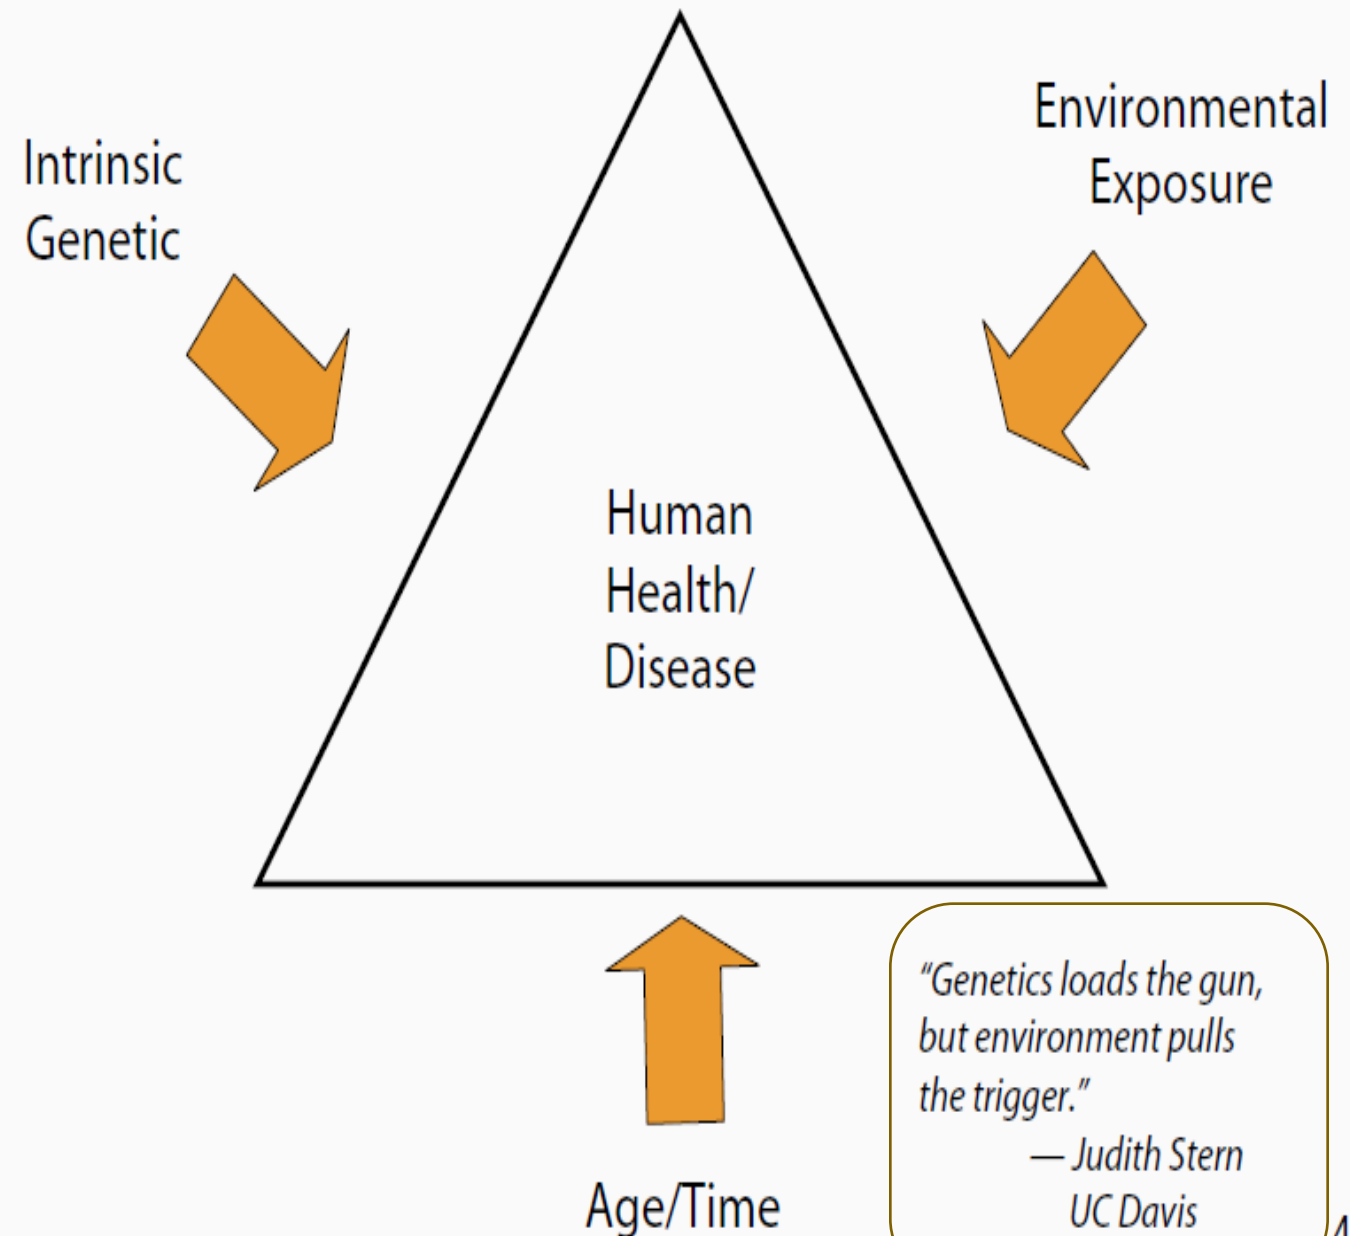 Intrinsic
Genetic
Environmental
Exposure
Human
Health/
Disease
Age/Time
“Genetics loads the gun,
but environment pulls
the trigger.”
— Judith Stern
UC Davis